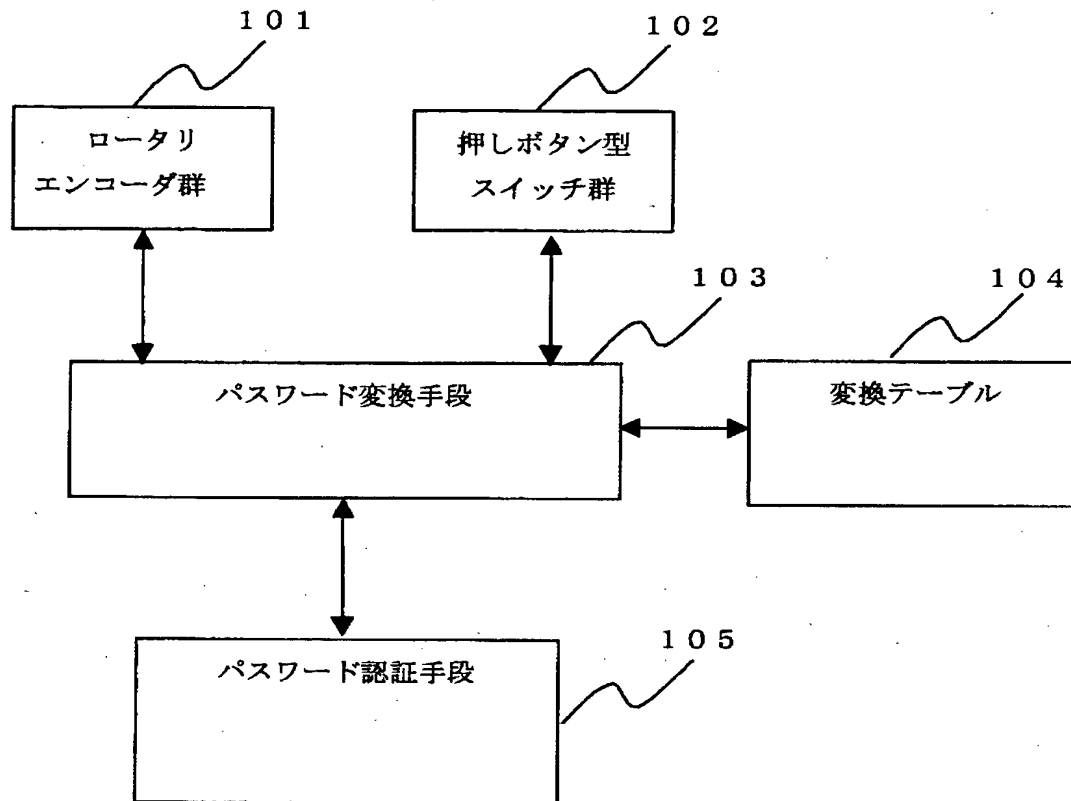 １０１
１０２
ロータリ
エンコーダ群
押しボタン型
スイッチ群
１０３
１０４
パスワード変換手段
変換テーブル
１０５
パスワード認証手段